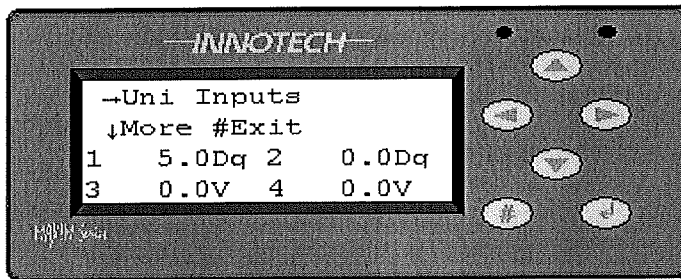 INNOTECH
→Uni Inputs
↓More #Exit
1 5.0Dq 2 0.0Dq
3 0.0V 4 0.0V
#